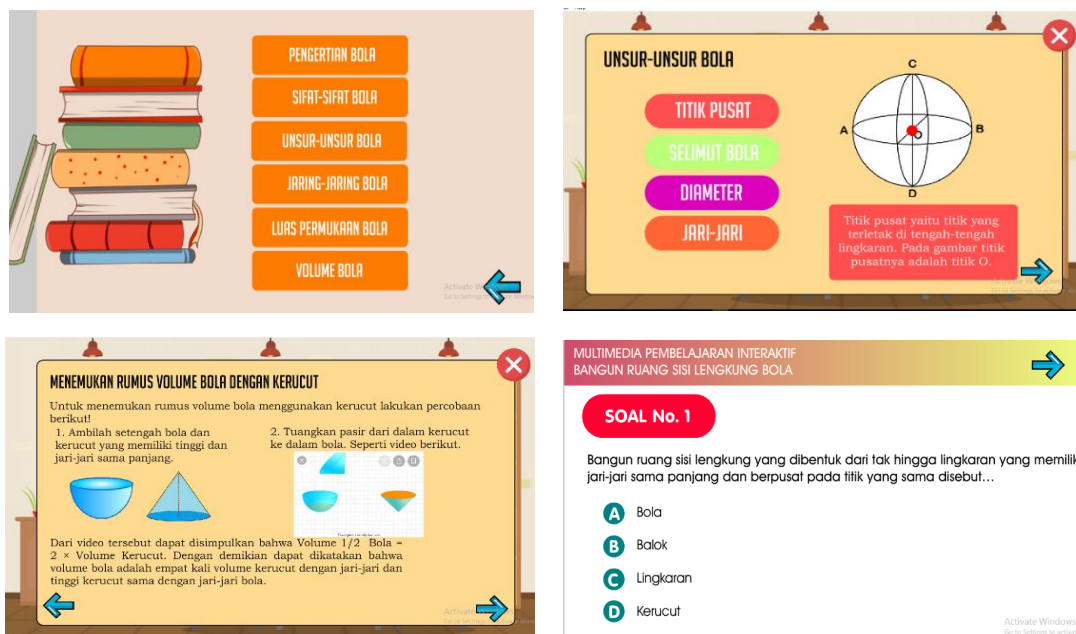 PENGERTIAN BOLA
SIFAT-SIFAT BOLA
UNSUR-UNSUR BOLA
JARING-JARING BOLA
LUAS PERMUKAAN BOLA
VOLUME BOLA
UNSUR-UNSUR BOLA
TITIK PUSAT
SELIMUT BOLA
DIAMETER
JARI-JARI
C
A
O
B
D
Titik pusat yaitu titik yang
terletak di tengah-tengah
lingkaran. Pada gambar titik
pusatnya adalah titik O.
MENEMUKAN RUMUS VOLUME BOLA DENGAN KERUCUT
Untuk menemukan rumus volume bola menggunakan kerucut lakukan percobaan
berikut!
1. Ambilah setengah bola dan
kerucut yang memiliki tinggi dan
jari-jari sama panjang.
2. Tuangkan pasir dari dalam kerucut
ke dalam bola. Seperti video berikut.
Dari video tersebut dapat disimpulkan bahwa Volume 1/2 Bola =
2 × Volume Kerucut. Dengan demikian dapat dikatakan bahwa
volume bola adalah empat kali volume kerucut dengan jari-jari dan
tinggi kerucut sama dengan jari-jari bola.
Activate
MULTIMEDIA PEMBELAJARAN INTERAKTIF
BANGUN RUANG SISI LENGKUNG BOLA
SOAL No. 1
Bangun ruang sisi lengkung yang dibentuk dari tak hingga lingkaran yang memilik
jari-jari sama panjang dan berpusat pada titik yang sama disebut...
A Bola
B Balok
C Lingkaran
D Kerucut
Activate Windows
Go to Settings to activate